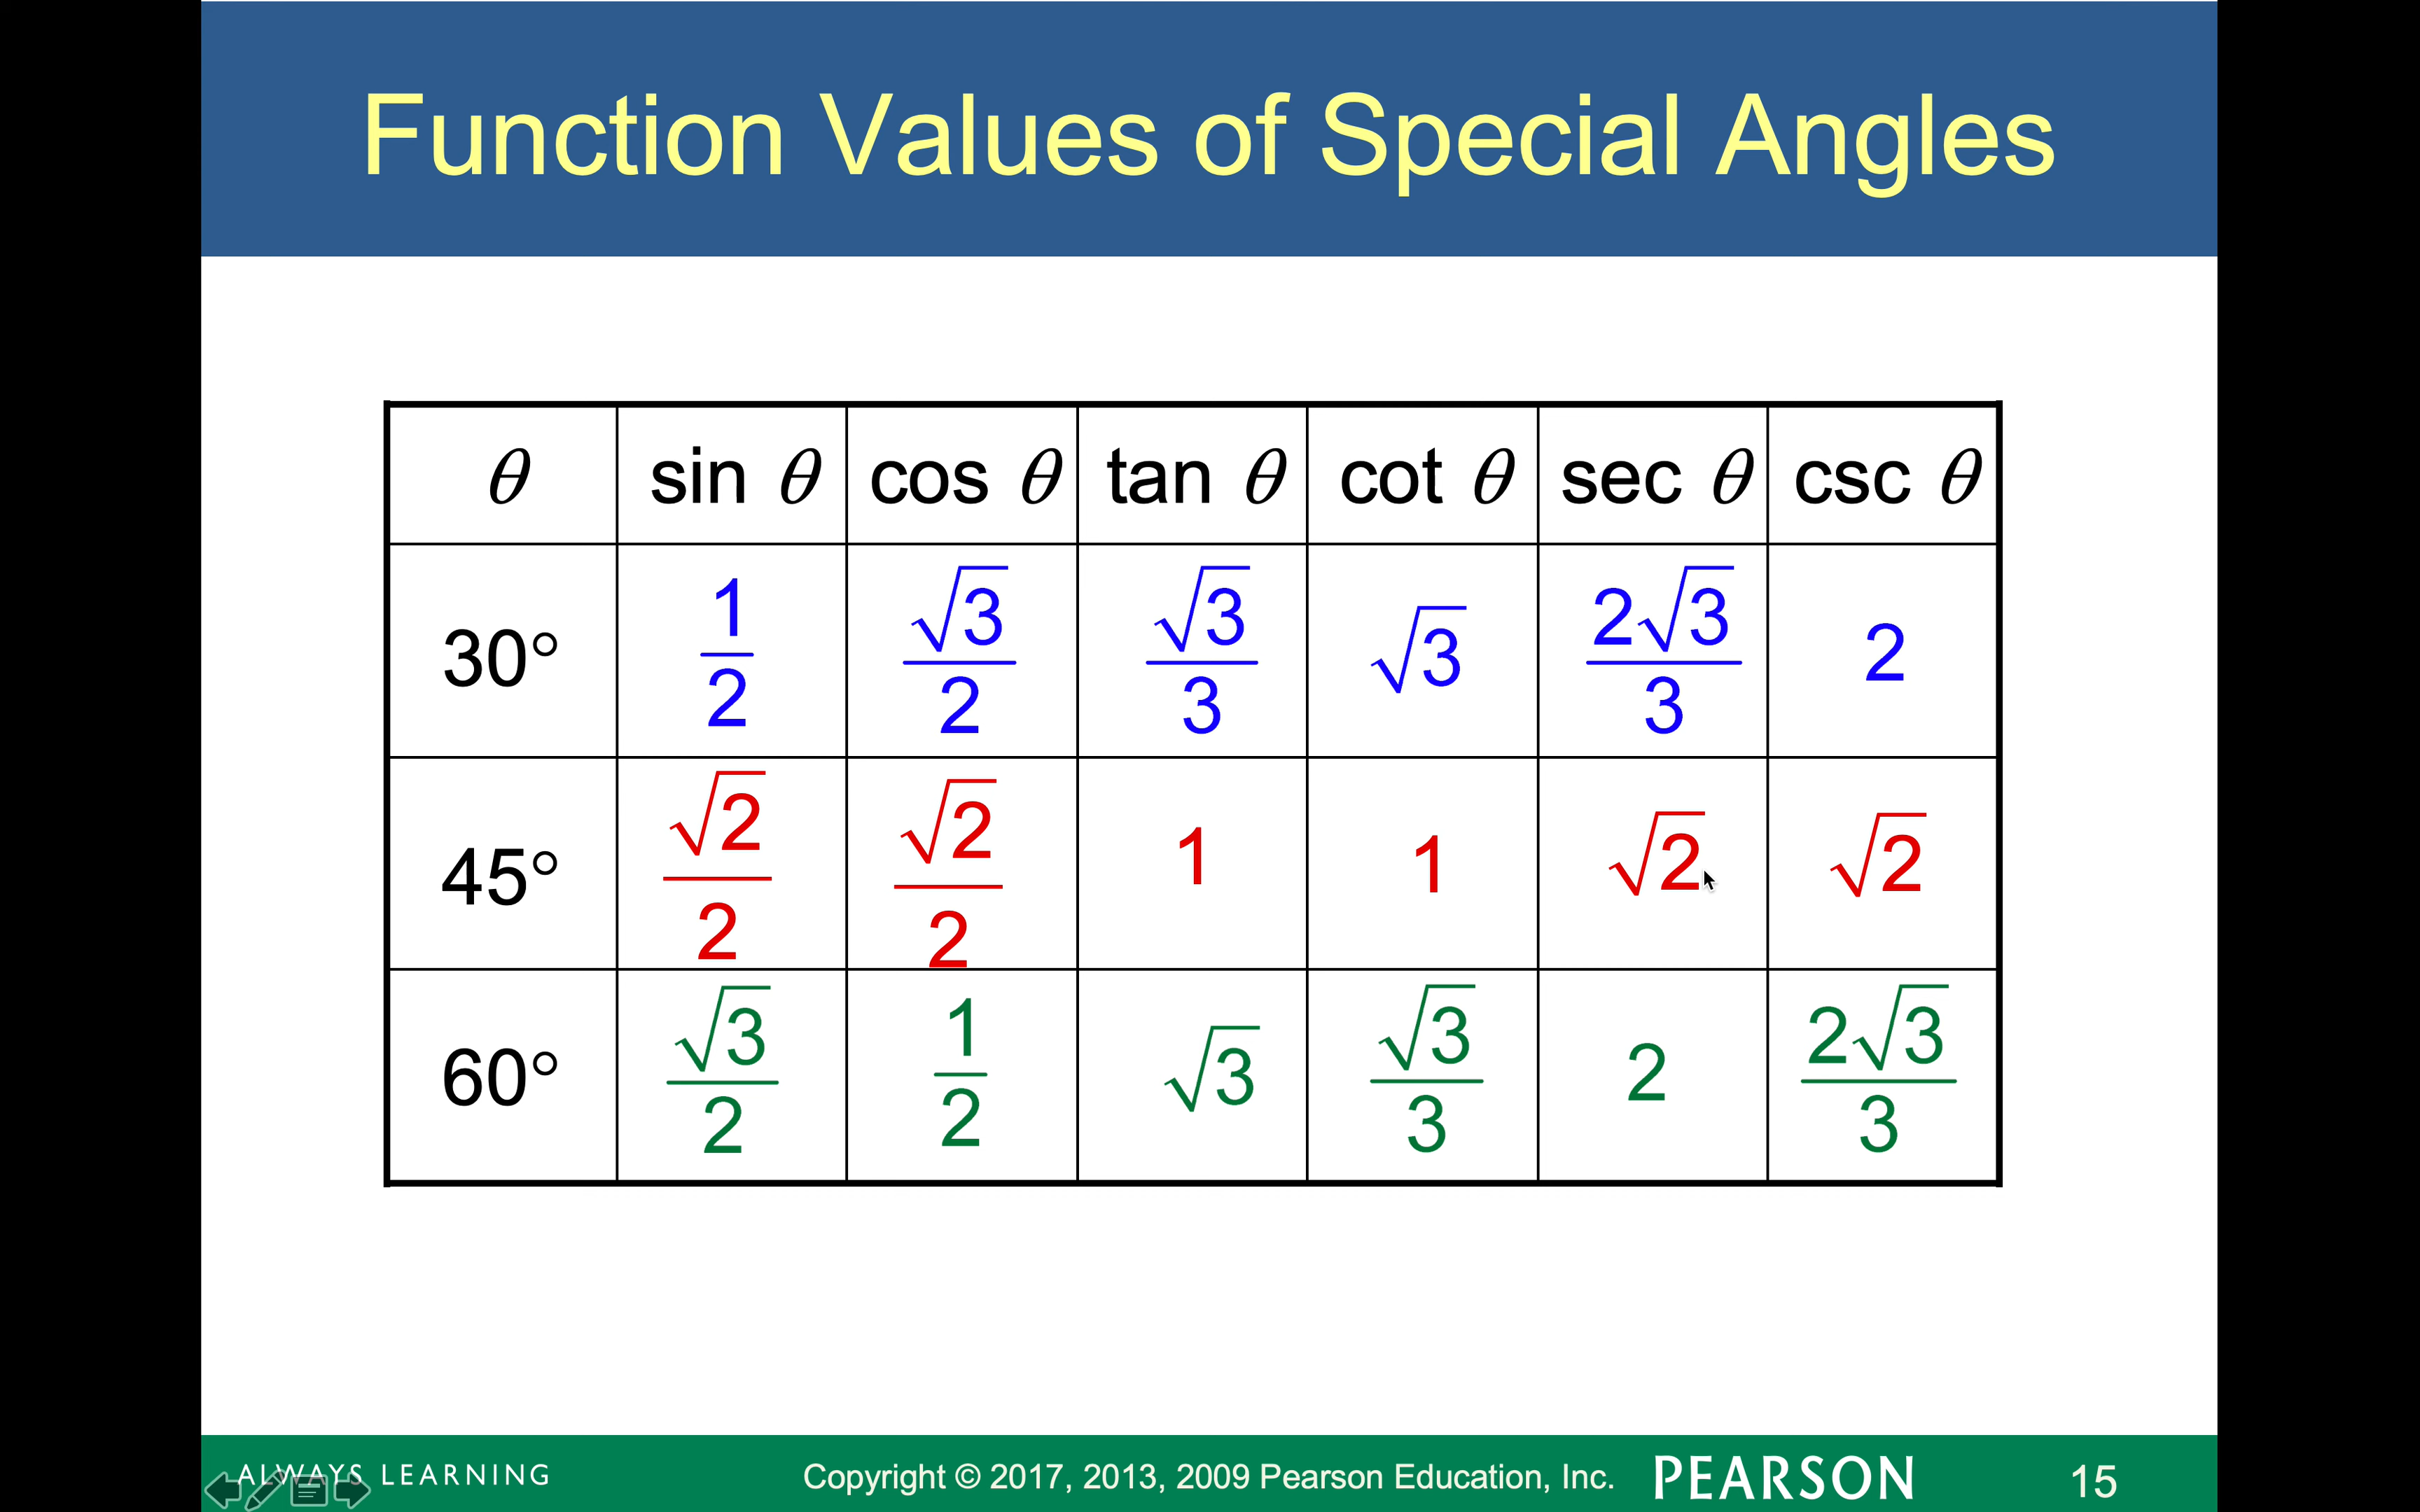 Function Values of Special Angles
θ sin θ cos θ tan θ cot θ sec θ csc θ
30° 1/2 √3/2 √3/3 √3 2√3/3 2
45° √2/2 √2/2 1 1 √2 √2
60° √3/2 1/2 √3 √3/3 2 2√3/3
ALWAYS LEARNING Copyright © 2017, 2013, 2009 Pearson Education, Inc. PEARSON 15